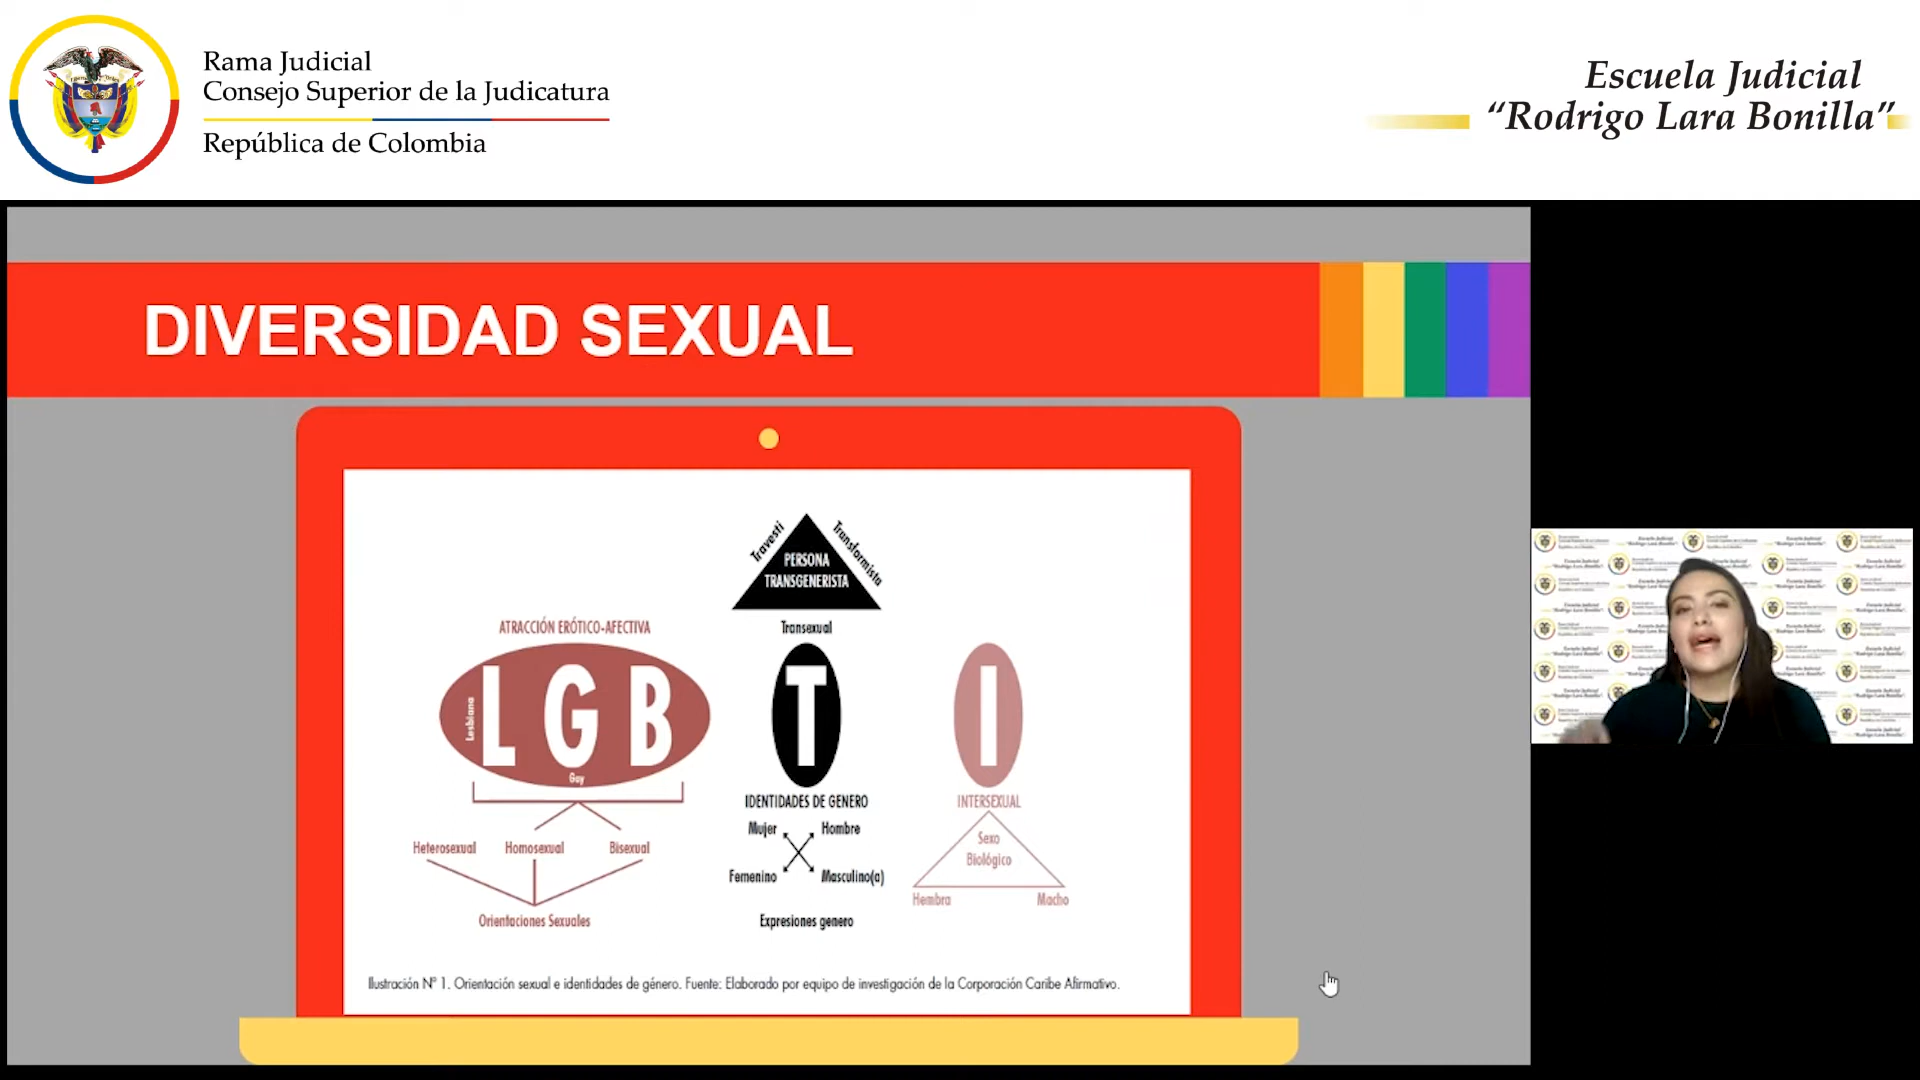 Rama Judicial
Consejo Superior de la Judicatura
República de Colombia
Escuela Judicial
“Rodrigo Lara Bonilla”
DIVERSIDAD SEXUAL
Travesti
Transformista
PERSONA
TRANSGENERISTA
Transexual
ATRACCIÓN ERÓTICO-AFECTIVA
Lesbiana
L G B
Gay
T
I
IDENTIDADES DE GENERO
INTERSEXUAL
Mujer
Hombre
Sexo
Biológico
Heterosexual
Homosexual
Bisexual
Femenino
Masculino(a)
Hembra
Macho
Orientaciones Sexuales
Expresiones genero
Ilustración Nº 1. Orientación sexual e identidades de género. Fuente: Elaborado por equipo de investigación de la Corporación Caribe Afirmativo.